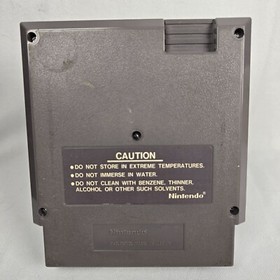 CAUTION
•DO NOT STORE IN EXTREME TEMPERATURES.
•DO NOT IMMERSE IN WATER.
•DO NOT CLEAN WITH BENZENE, THINNER,
ALCOHOL OR OTHER SUCH SOLVENTS.
Nintendo®